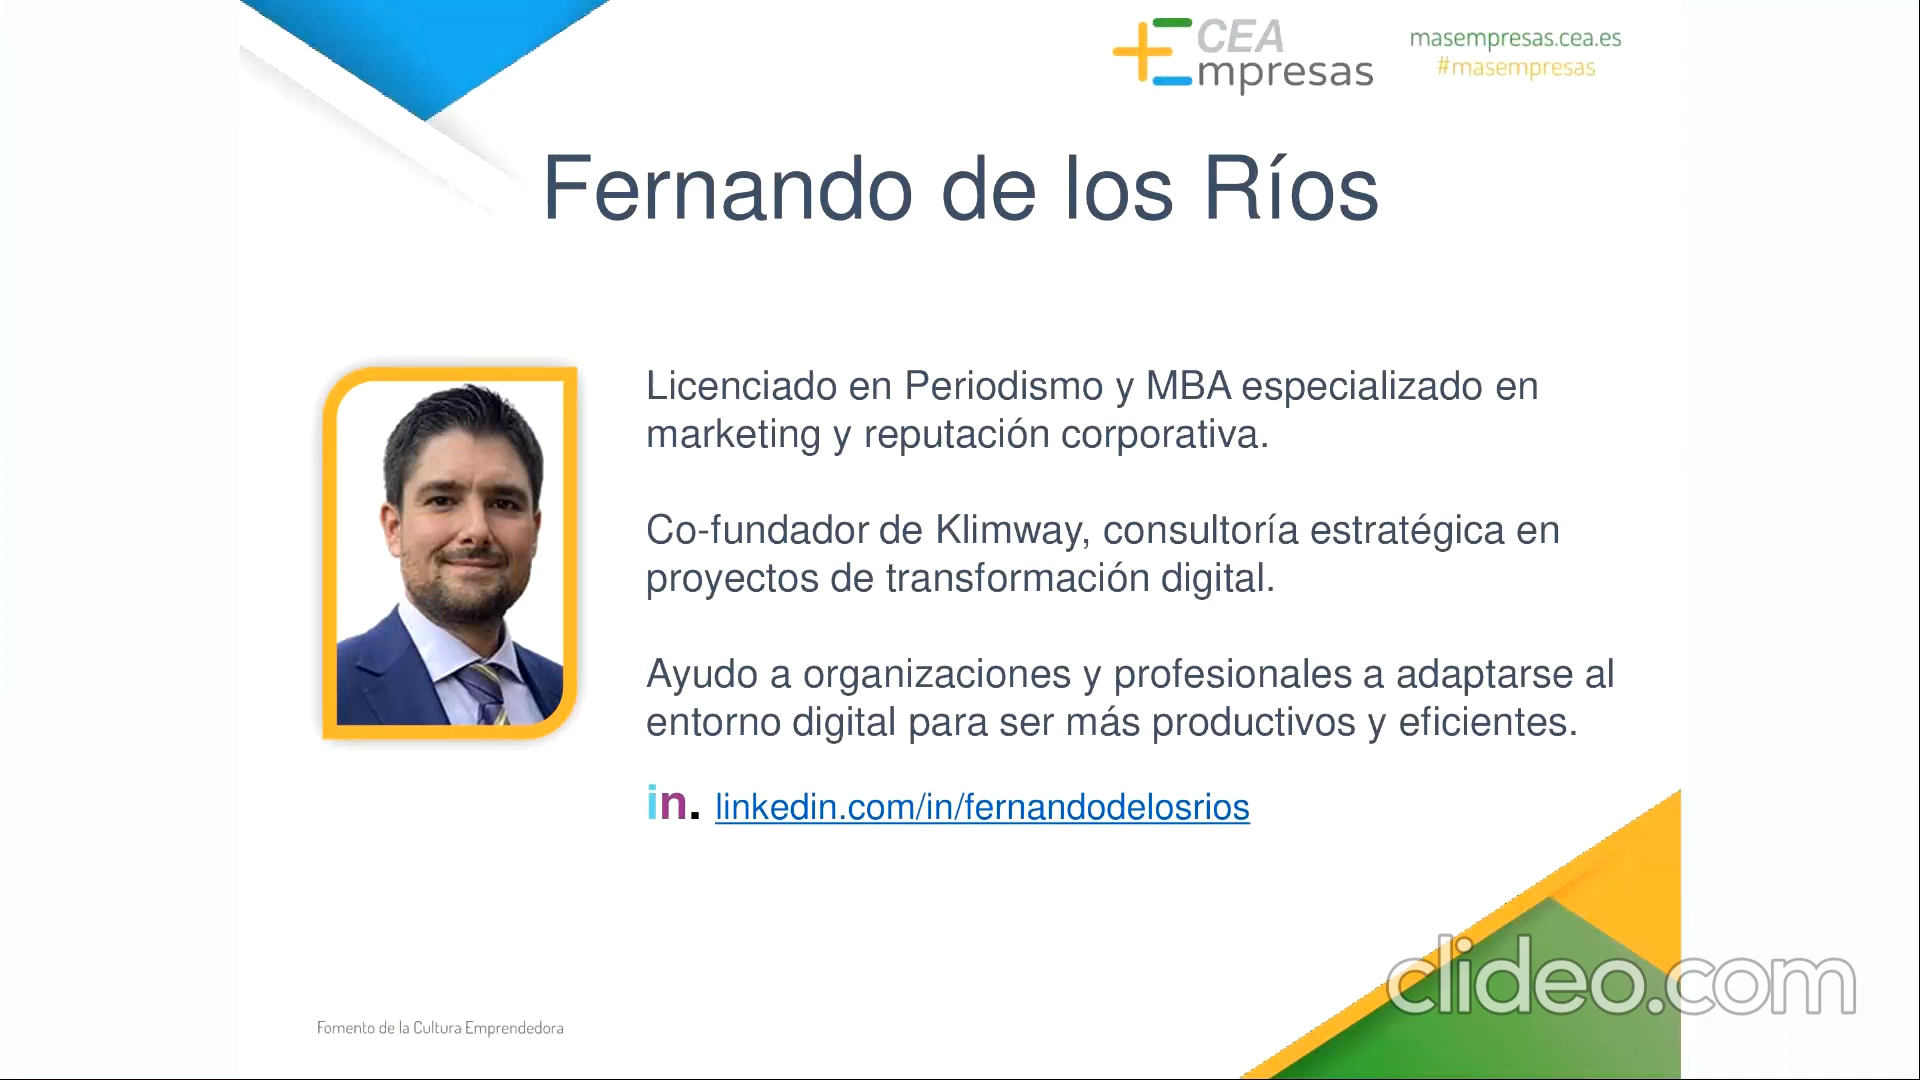 CEA
Empresas
masempresas.cea.es
#masempresas
Fernando de los Ríos
Licenciado en Periodismo y MBA especializado en
marketing y reputación corporativa.
Co-fundador de Klimway, consultoría estratégica en
proyectos de transformación digital.
Ayudo a organizaciones y profesionales a adaptarse al
entorno digital para ser más productivos y eficientes.
in. linkedin.com/in/fernandodelosrios
clideo.com
Fomento de la Cultura Emprendedora